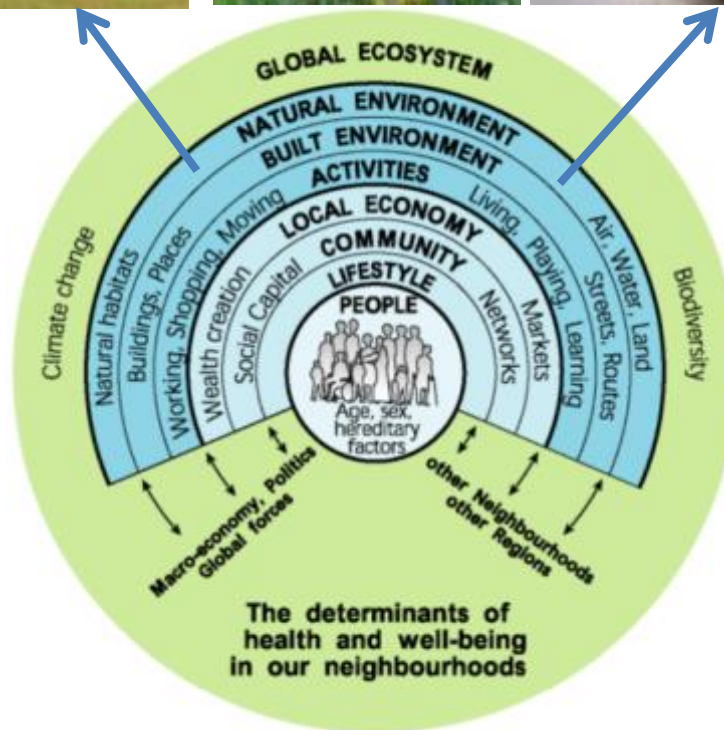 GLOBAL ECOSYSTEM
NATURAL ENVIRONMENT
BUILT ENVIRONMENT
ACTIVITIES
LOCAL ECONOMY
COMMUNITY
LIFESTYLE
PEOPLE
Age, sex,
hereditary
factors
Climate change
Natural habitats
Buildings, Places
Working, Shopping, Moving
Wealth creation
Social Capital
Networks
Markets
Living, Playing, Learning
Streets, Routes
Air, Water, Land
Biodiversity
Macro-economy, Politics
Global forces
other Neighbourhoods
other Regions
The determinants of
health and well-being
in our neighbourhoods